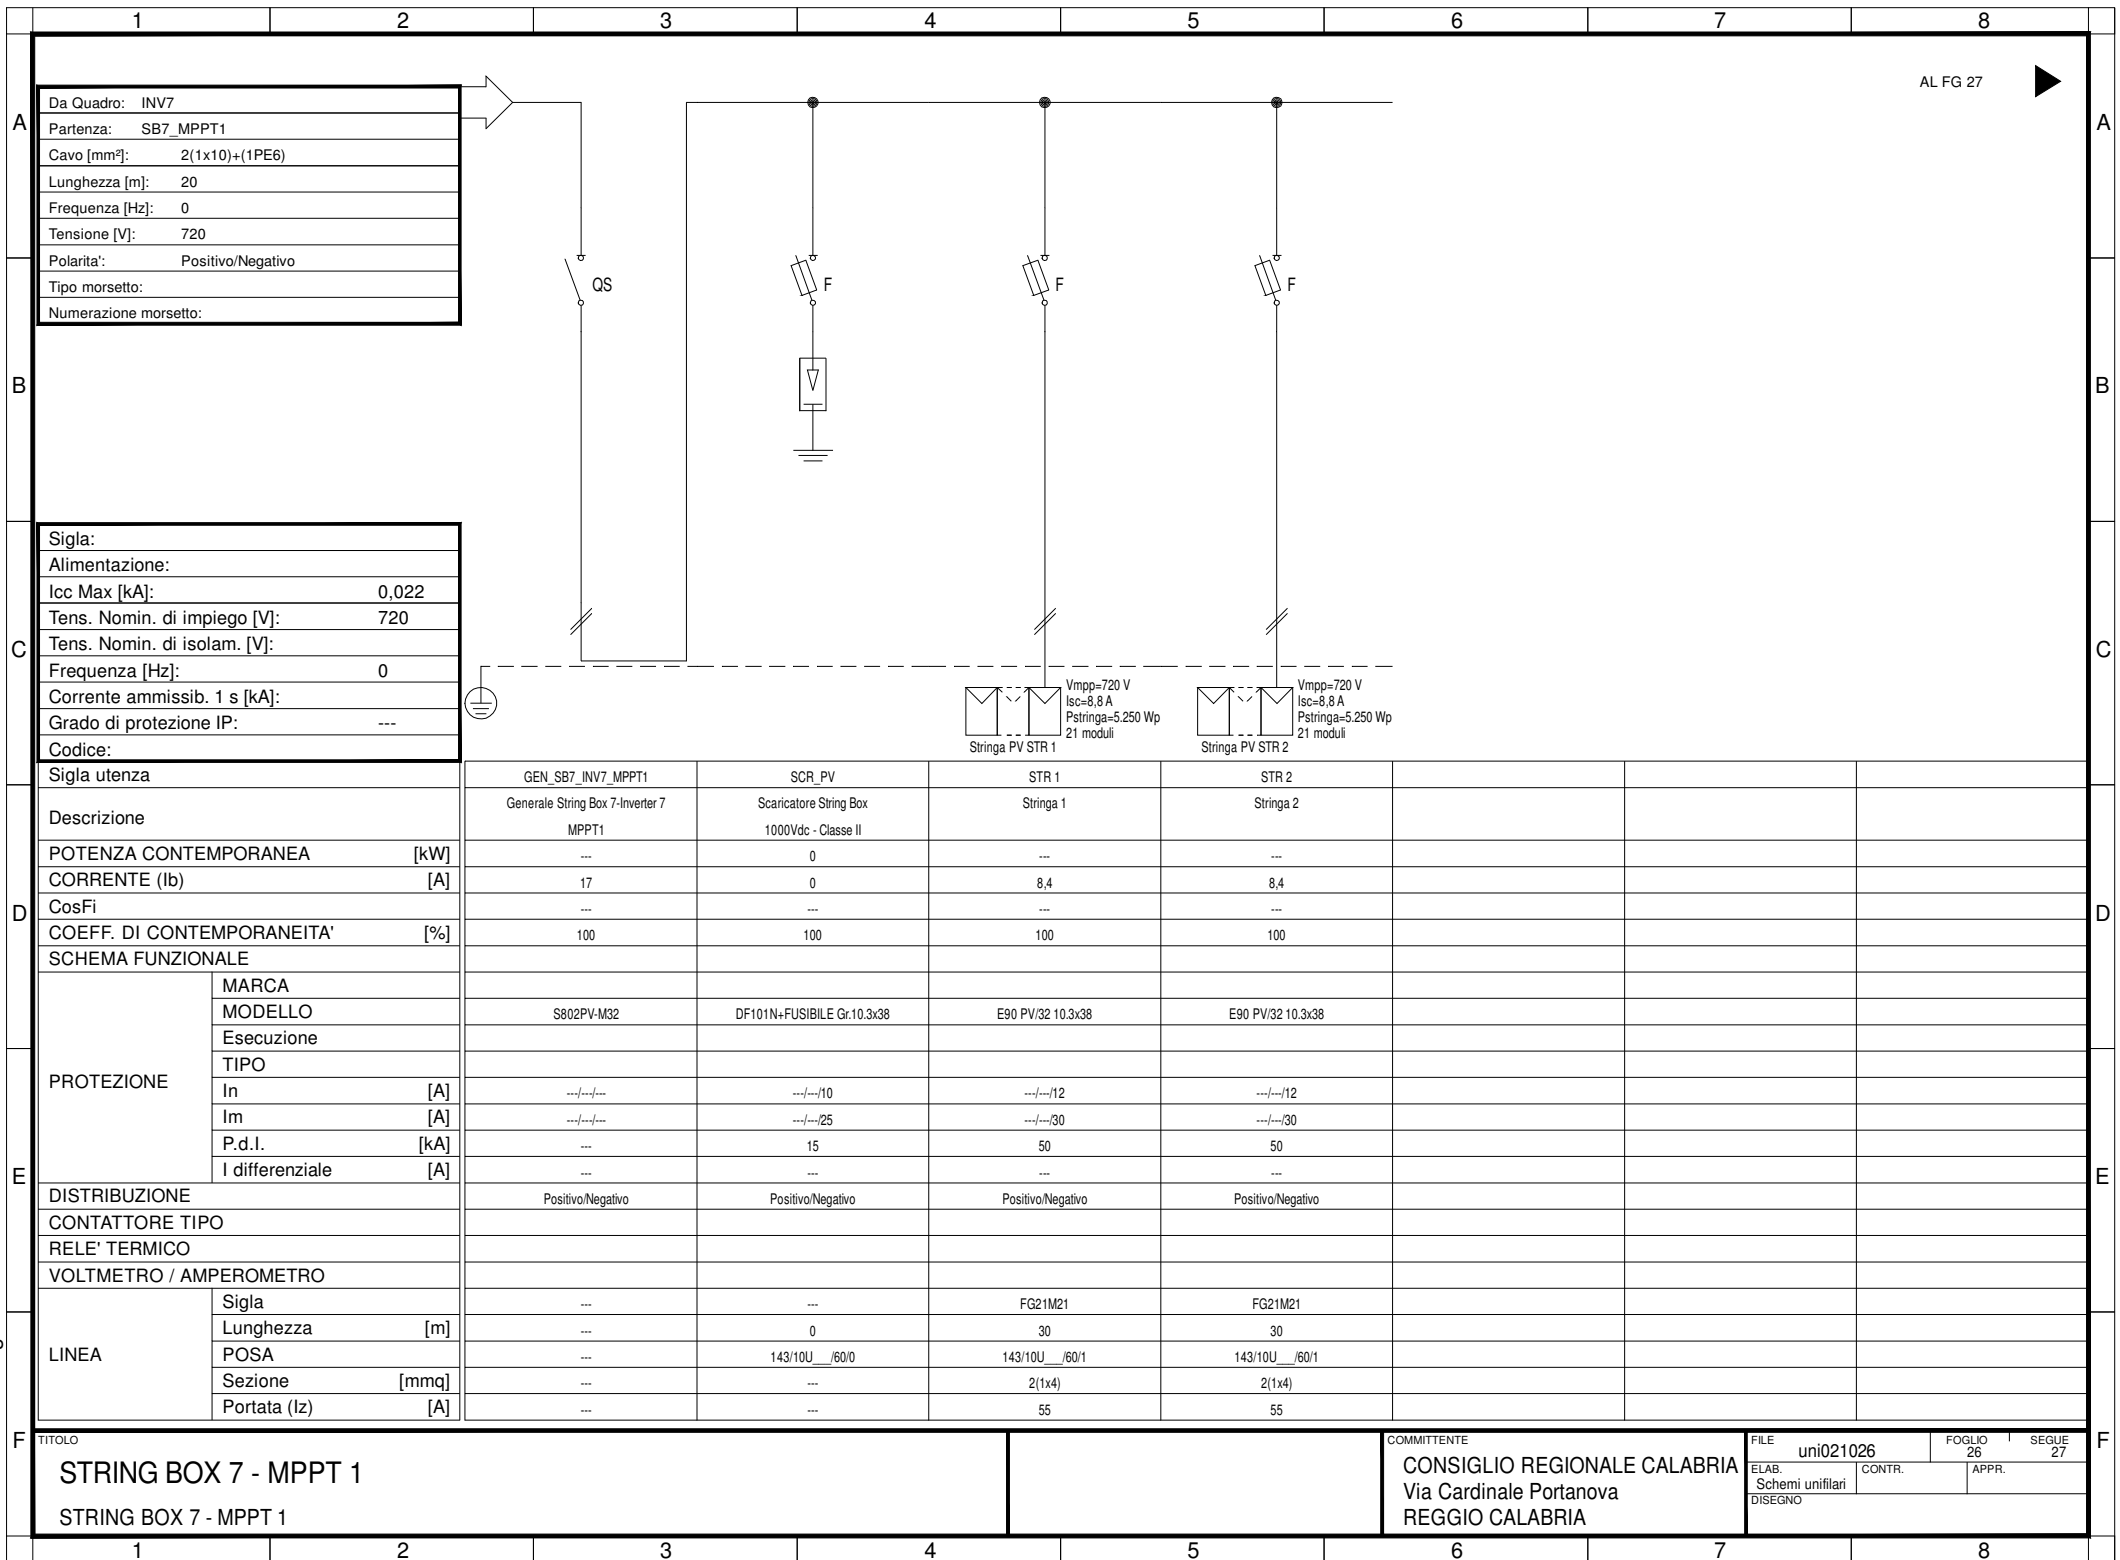 1 2 3 4 5 6 7 8
AL FG 27
A A
B B
C C
D D
E E
F F
Da Quadro: INV7
Partenza: SB7_MPPT1
Cavo [mm²]: 2(1x10)+(1PE6)
Lunghezza [m]: 20
Frequenza [Hz]: 0
Tensione [V]: 720
Polarita': Positivo/Negativo
Tipo morsetto:
Numerazione morsetto:
QS F F F
Sigla:
Alimentazione:
Icc Max [kA]: 0,022
Tens. Nomin. di impiego [V]: 720
Tens. Nomin. di isolam. [V]:
Frequenza [Hz]: 0
Corrente ammissib. 1 s [kA]:
Grado di protezione IP: ---
Codice:
Vmpp=720 V
Isc=8,8 A
Pstringa=5.250 Wp
21 moduli
Stringa PV STR 1
Vmpp=720 V
Isc=8,8 A
Pstringa=5.250 Wp
21 moduli
Stringa PV STR 2
Sigla utenza GEN_SB7_INV7_MPPT1 SCR_PV STR 1 STR 2
Descrizione
Generale String Box 7-Inverter 7 Scaricatore String Box Stringa 1 Stringa 2
MPPT1 1000Vdc - Classe II
POTENZA CONTEMPORANEA [kW] --- 0 --- ---
CORRENTE (Ib) [A] 17 0 8,4 8,4
CosFi --- --- --- ---
COEFF. DI CONTEMPORANEITA' [%] 100 100 100 100
SCHEMA FUNZIONALE
PROTEZIONE
MARCA
MODELLO S802PV-M32 DF101N+FUSIBILE Gr.10.3x38 E90 PV/32 10.3x38 E90 PV/32 10.3x38
Esecuzione
TIPO
In [A] ---/---/--- ---/---/10 ---/---/12 ---/---/12
Im [A] ---/---/--- ---/---/25 ---/---/30 ---/---/30
P.d.I. [kA] --- 15 50 50
I differenziale [A] --- --- --- ---
DISTRIBUZIONE Positivo/Negativo Positivo/Negativo Positivo/Negativo Positivo/Negativo
CONTATTORE TIPO
RELE' TERMICO
VOLTMETRO / AMPEROMETRO
LINEA
Sigla --- --- FG21M21 FG21M21
Lunghezza [m] --- 0 30 30
POSA --- 143/10U___/60/0 143/10U___/60/1 143/10U___/60/1
Sezione [mmq] --- --- 2(1x4) 2(1x4)
Portata (Iz) [A] --- --- 55 55
TITOLO
STRING BOX 7 - MPPT 1
STRING BOX 7 - MPPT 1
COMMITTENTE
CONSIGLIO REGIONALE CALABRIA
Via Cardinale Portanova
REGGIO CALABRIA
FILE uni021026
FOGLIO 26
SEGUE 27
ELAB. Schemi unifilari
CONTR.
APPR.
DISEGNO
1 2 3 4 5 6 7 8